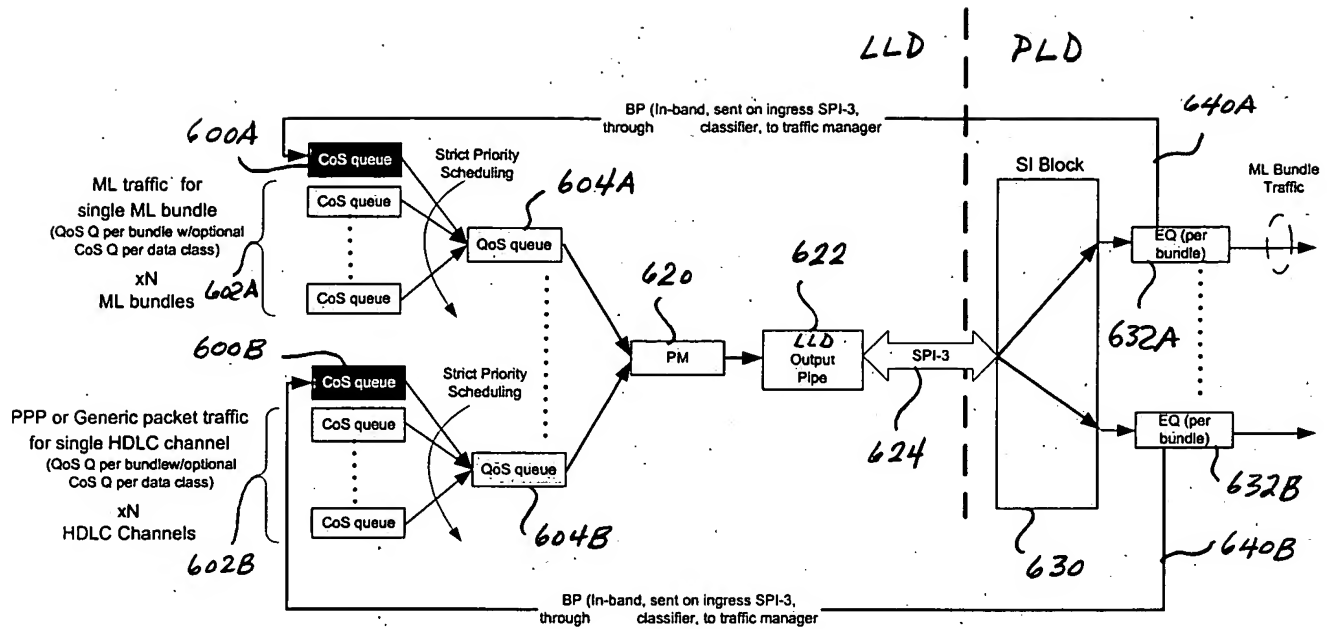 LLD
PLD
BP (In-band, sent on ingress SPI-3,
through classifier, to traffic manager
640A
600A
CoS queue
Strict Priority
Scheduling
604A
SI Block
ML traffic for
single ML bundle
(QoS Q per bundle w/optional
CoS Q per data class)
xN
ML bundles
602A
CoS queue
CoS queue
QoS queue
ML Bundle
Traffic
EQ (per
bundle)
632A
620
622
PM
LLD
Output
Pipe
SPI-3
624
600B
CoS queue
Strict Priority
Scheduling
PPP or Generic packet traffic
for single HDLC channel
(QoS Q per bundlew/optional
CoS Q per data class)
xN
HDLC Channels
602B
CoS queue
CoS queue
QoS queue
604B
EQ (per
bundle)
632B
630
640B
BP (In-band, sent on ingress SPI-3,
through classifier, to traffic manager